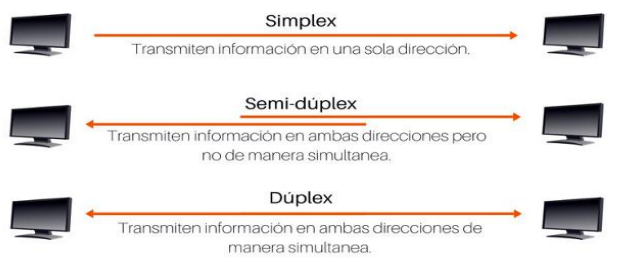 Simplex
Transmiten información en una sola dirección.
Semi-dúplex
Transmiten información en ambas direcciones pero
no de manera simultanea.
Dúplex
Transmiten información en ambas direcciones de
manera simultanea.